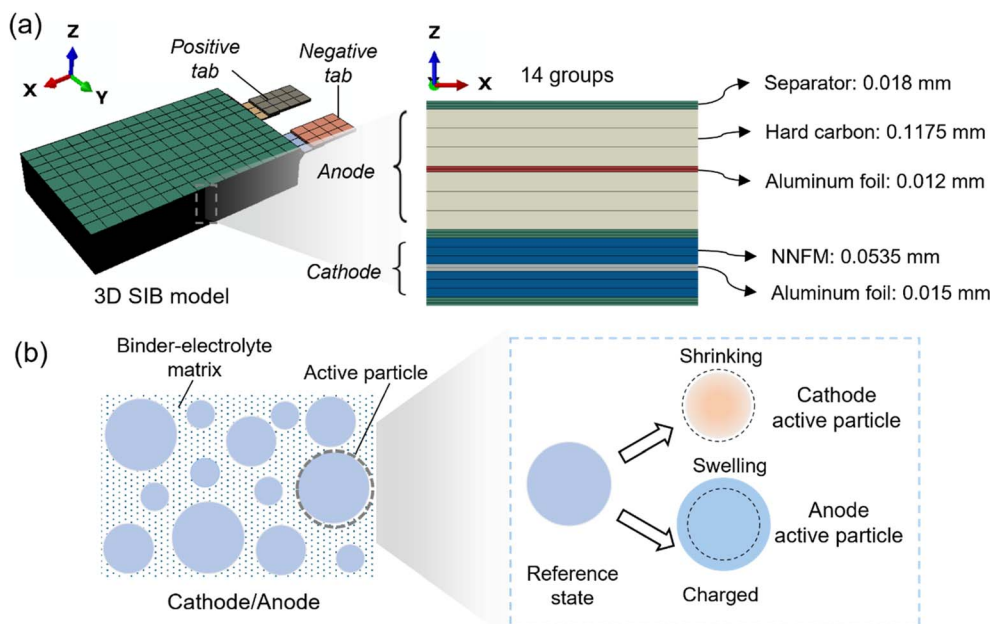 (a)
Z
X
Y
Positive
tab
Negative
tab
3D SIB model
Z
Y
X
14 groups
Anode
Cathode
Separator: 0.018 mm
Hard carbon: 0.1175 mm
Aluminum foil: 0.012 mm
NNFM: 0.0535 mm
Aluminum foil: 0.015 mm
(b)
Binder-electrolyte
matrix
Active particle
Cathode/Anode
Reference
state
Shrinking
Cathode
active particle
Swelling
Anode
active particle
Charged